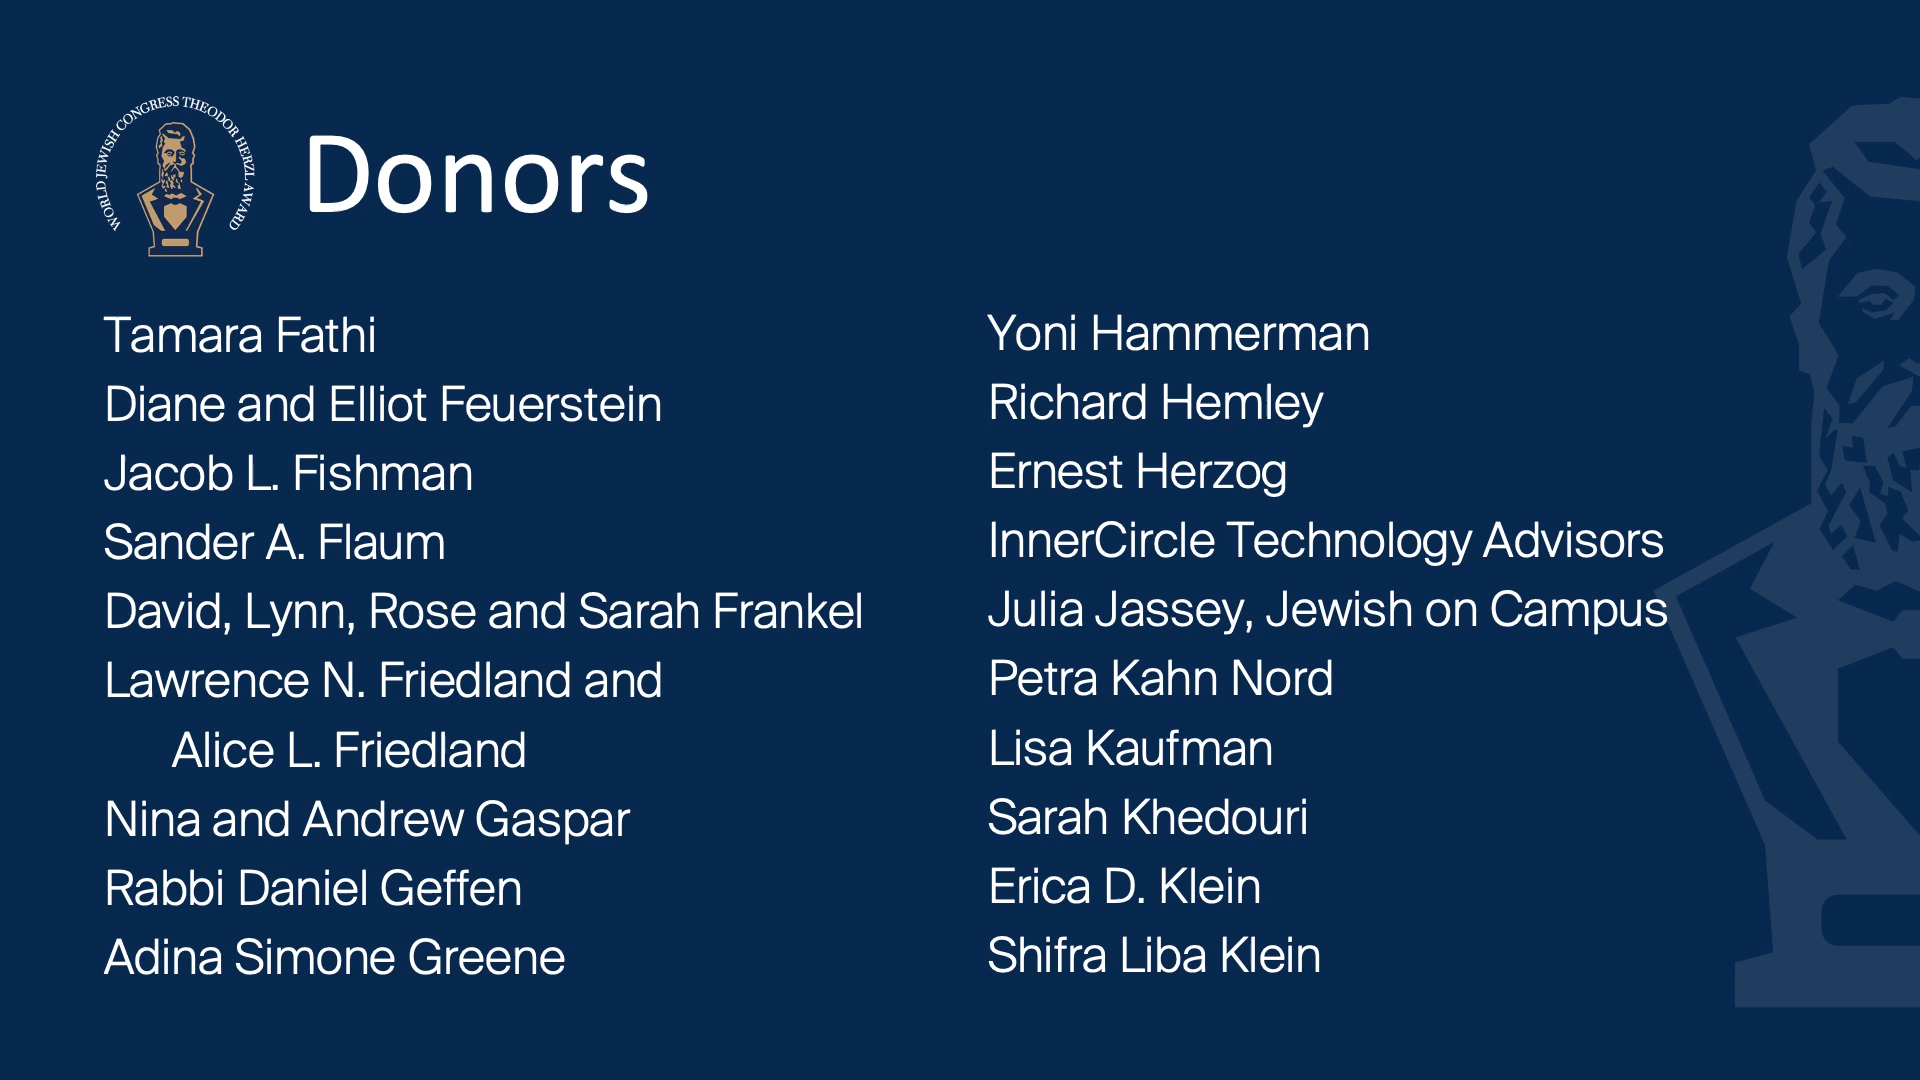 WORLD JEWISH CONGRESS THEODOR HERZL AWARD
Donors
Tamara Fathi
Diane and Elliot Feuerstein
Jacob L. Fishman
Sander A. Flaum
David, Lynn, Rose and Sarah Frankel
Lawrence N. Friedland and
Alice L. Friedland
Nina and Andrew Gaspar
Rabbi Daniel Geffen
Adina Simone Greene
Yoni Hammerman
Richard Hemley
Ernest Herzog
InnerCircle Technology Advisors
Julia Jassey, Jewish on Campus
Petra Kahn Nord
Lisa Kaufman
Sarah Khedouri
Erica D. Klein
Shifra Liba Klein